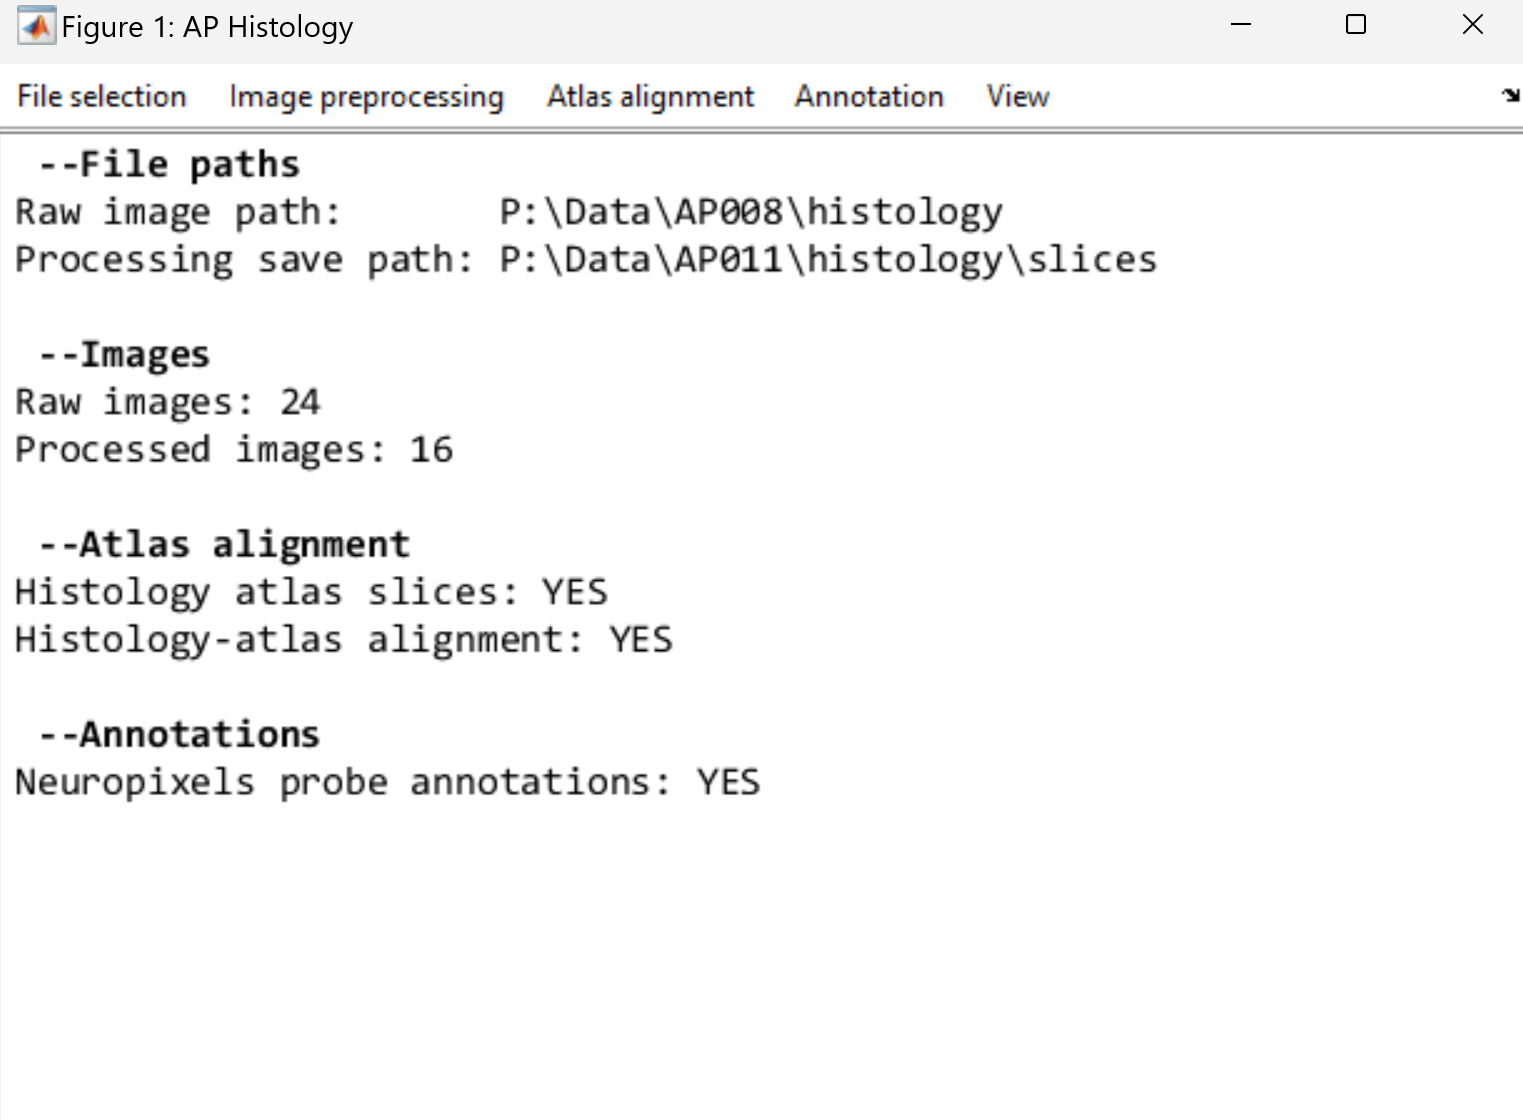 Figure 1: AP Histology
File selection Image preprocessing Atlas alignment Annotation View
--File paths
Raw image path: P:\Data\AP008\histology
Processing save path: P:\Data\AP011\histology\slices
--Images
Raw images: 24
Processed images: 16
--Atlas alignment
Histology atlas slices: YES
Histology-atlas alignment: YES
--Annotations
Neuropixels probe annotations: YES